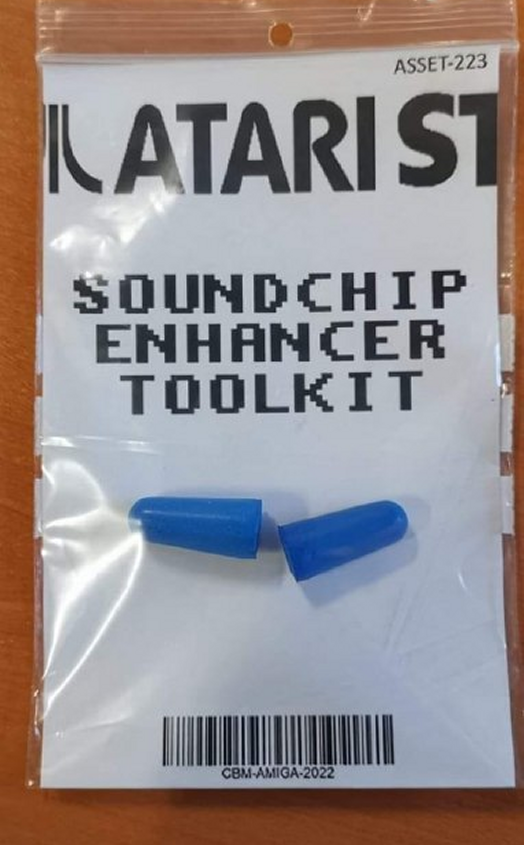 ASSET-223
ATARI ST
SOUNDCHIP
ENHANCER
TOOLKIT
CBM-AMIGA-2022